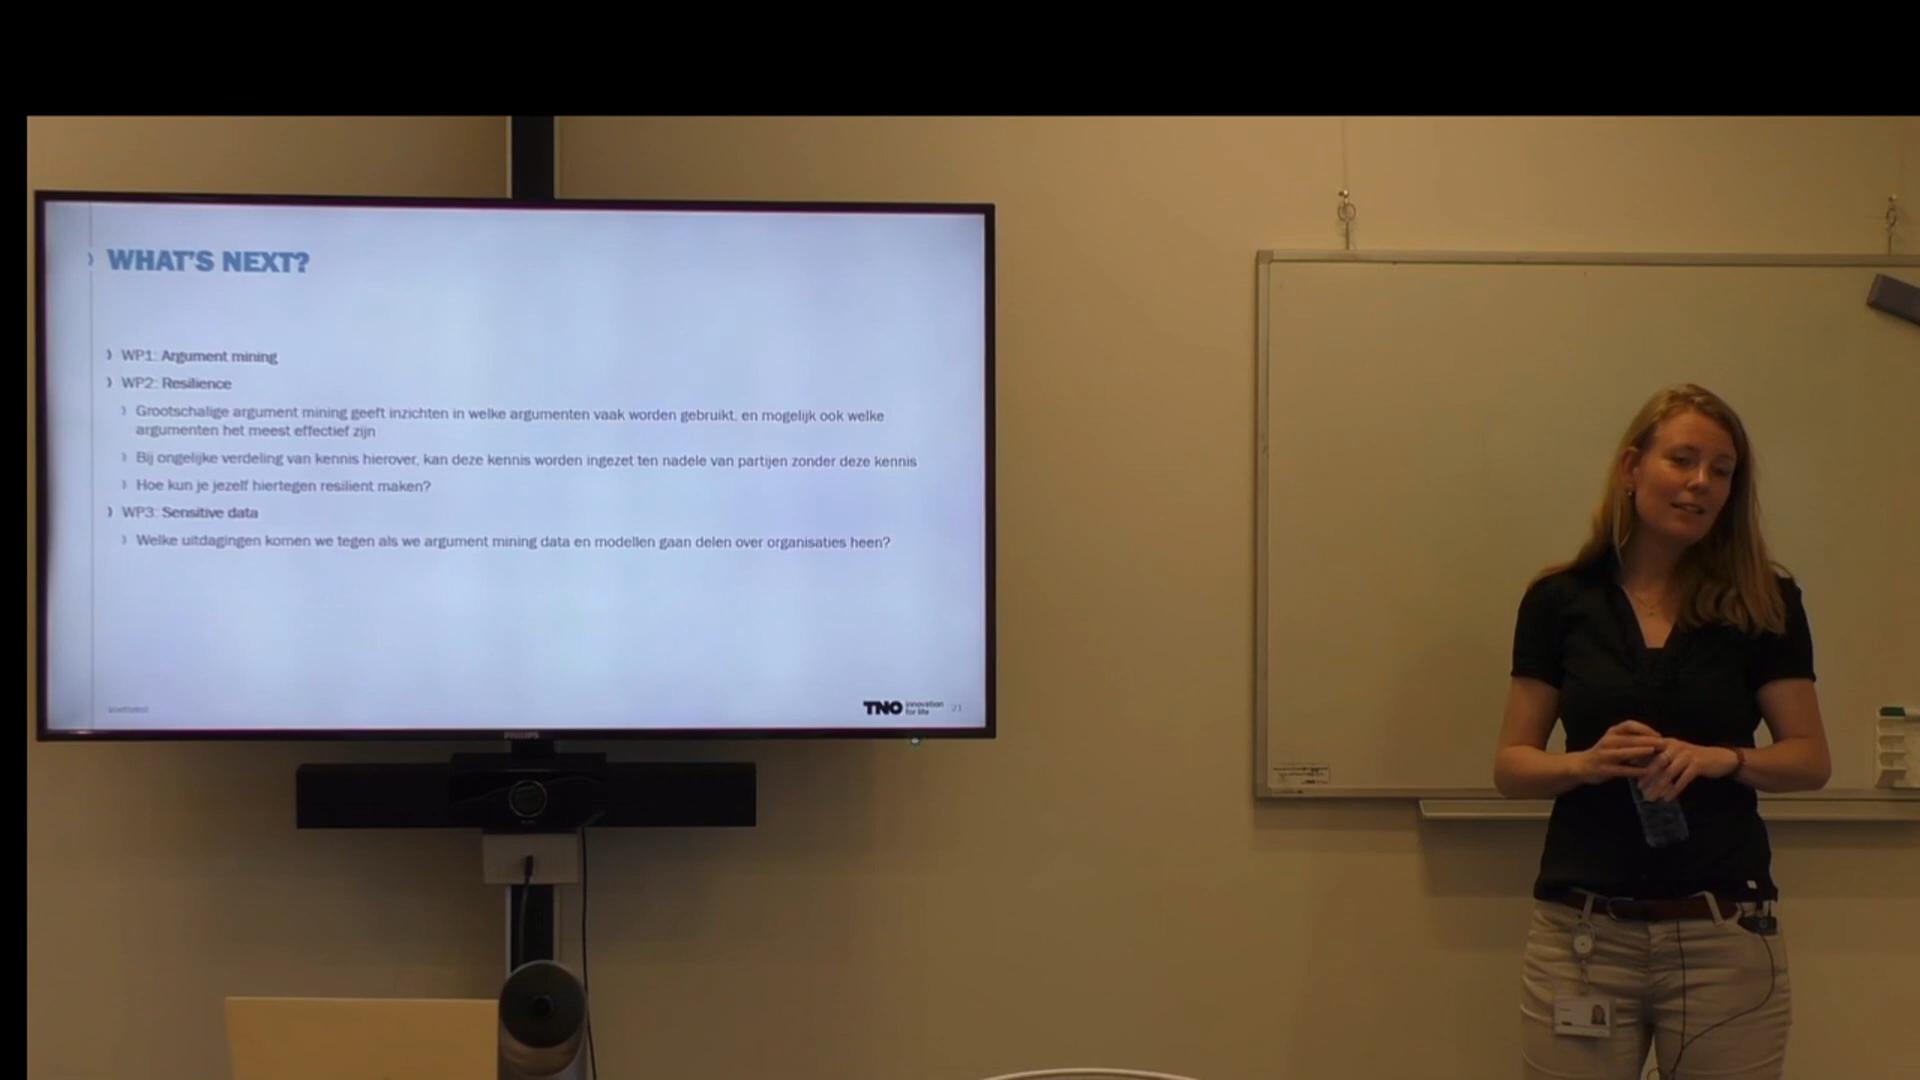 WHAT'S NEXT?
WP1: Argument mining
WP2: Resilience
Grootschalige argument mining geeft inzichten in welke argumenten vaak worden gebruikt, en mogelijk ook welke
argumenten het meest effectief zijn
Bij ongelijke verdeling van kennis hierover, kan deze kennis worden ingezet ten nadele van partijen zonder deze kennis
Hoe kun je jezelf hiertegen resilient maken?
WP3: Sensitive data
Welke uitdagingen komen we tegen als we argument mining data en modellen gaan delen over organisaties heen?
TNO innovation
for life
21
PHILIPS